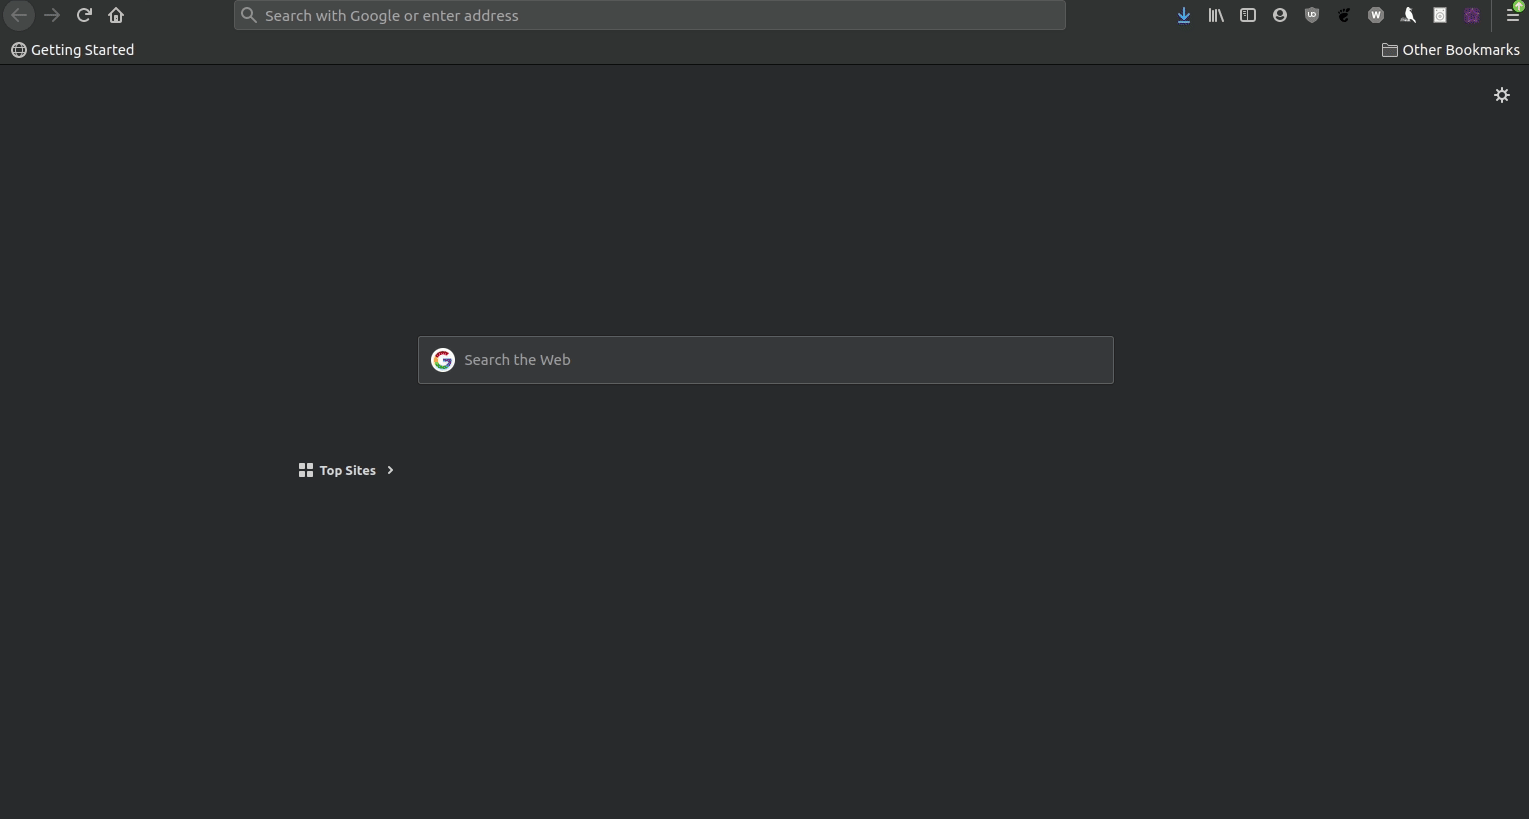 Search with Google or enter address
Getting Started
Other Bookmarks
Search the Web
Top Sites